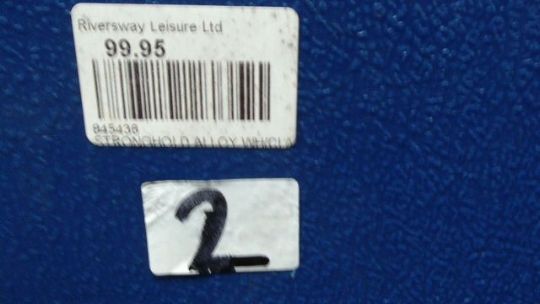 Riversway Leisure Ltd
99.95
845438
STRONGHOLD ALLOY
2